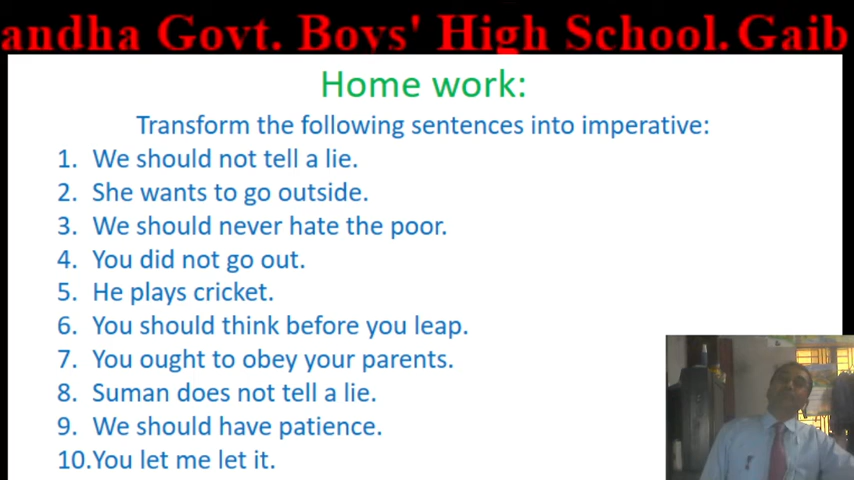 andha Govt. Boys' High School. Gaib
Home work:
Transform the following sentences into imperative:
1. We should not tell a lie.
2. She wants to go outside.
3. We should never hate the poor.
4. You did not go out.
5. He plays cricket.
6. You should think before you leap.
7. You ought to obey your parents.
8. Suman does not tell a lie.
9. We should have patience.
10.You let me let it.